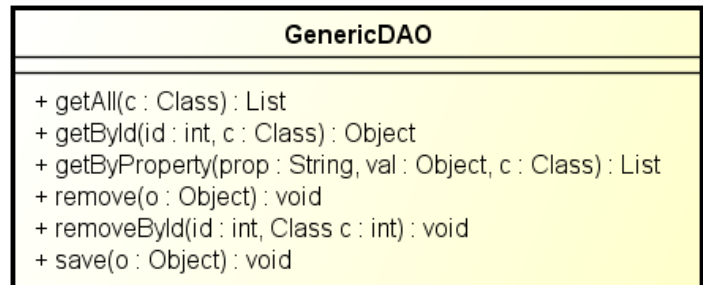 GenericDAO
+ getAll(c : Class) : List
+ getById(id : int, c : Class) : Object
+ getByProperty(prop : String, val : Object, c : Class) : List
+ remove(o : Object) : void
+ removeById(id : int, Class c : int) : void
+ save(o : Object) : void